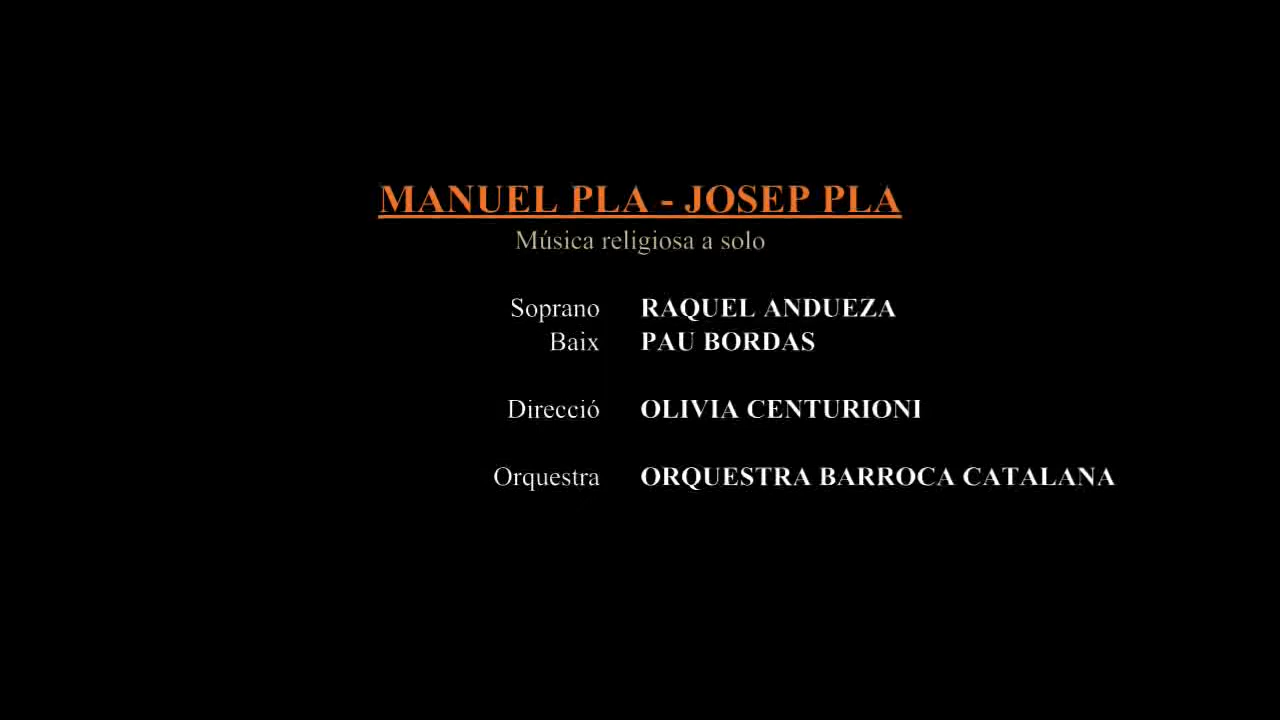 MANUEL PLA - JOSEP PLA
Música religiosa a solo
Soprano RAQUEL ANDUEZA
Baix PAU BORDAS
Direcció OLIVIA CENTURIONI
Orquestra ORQUESTRA BARROCA CATALANA